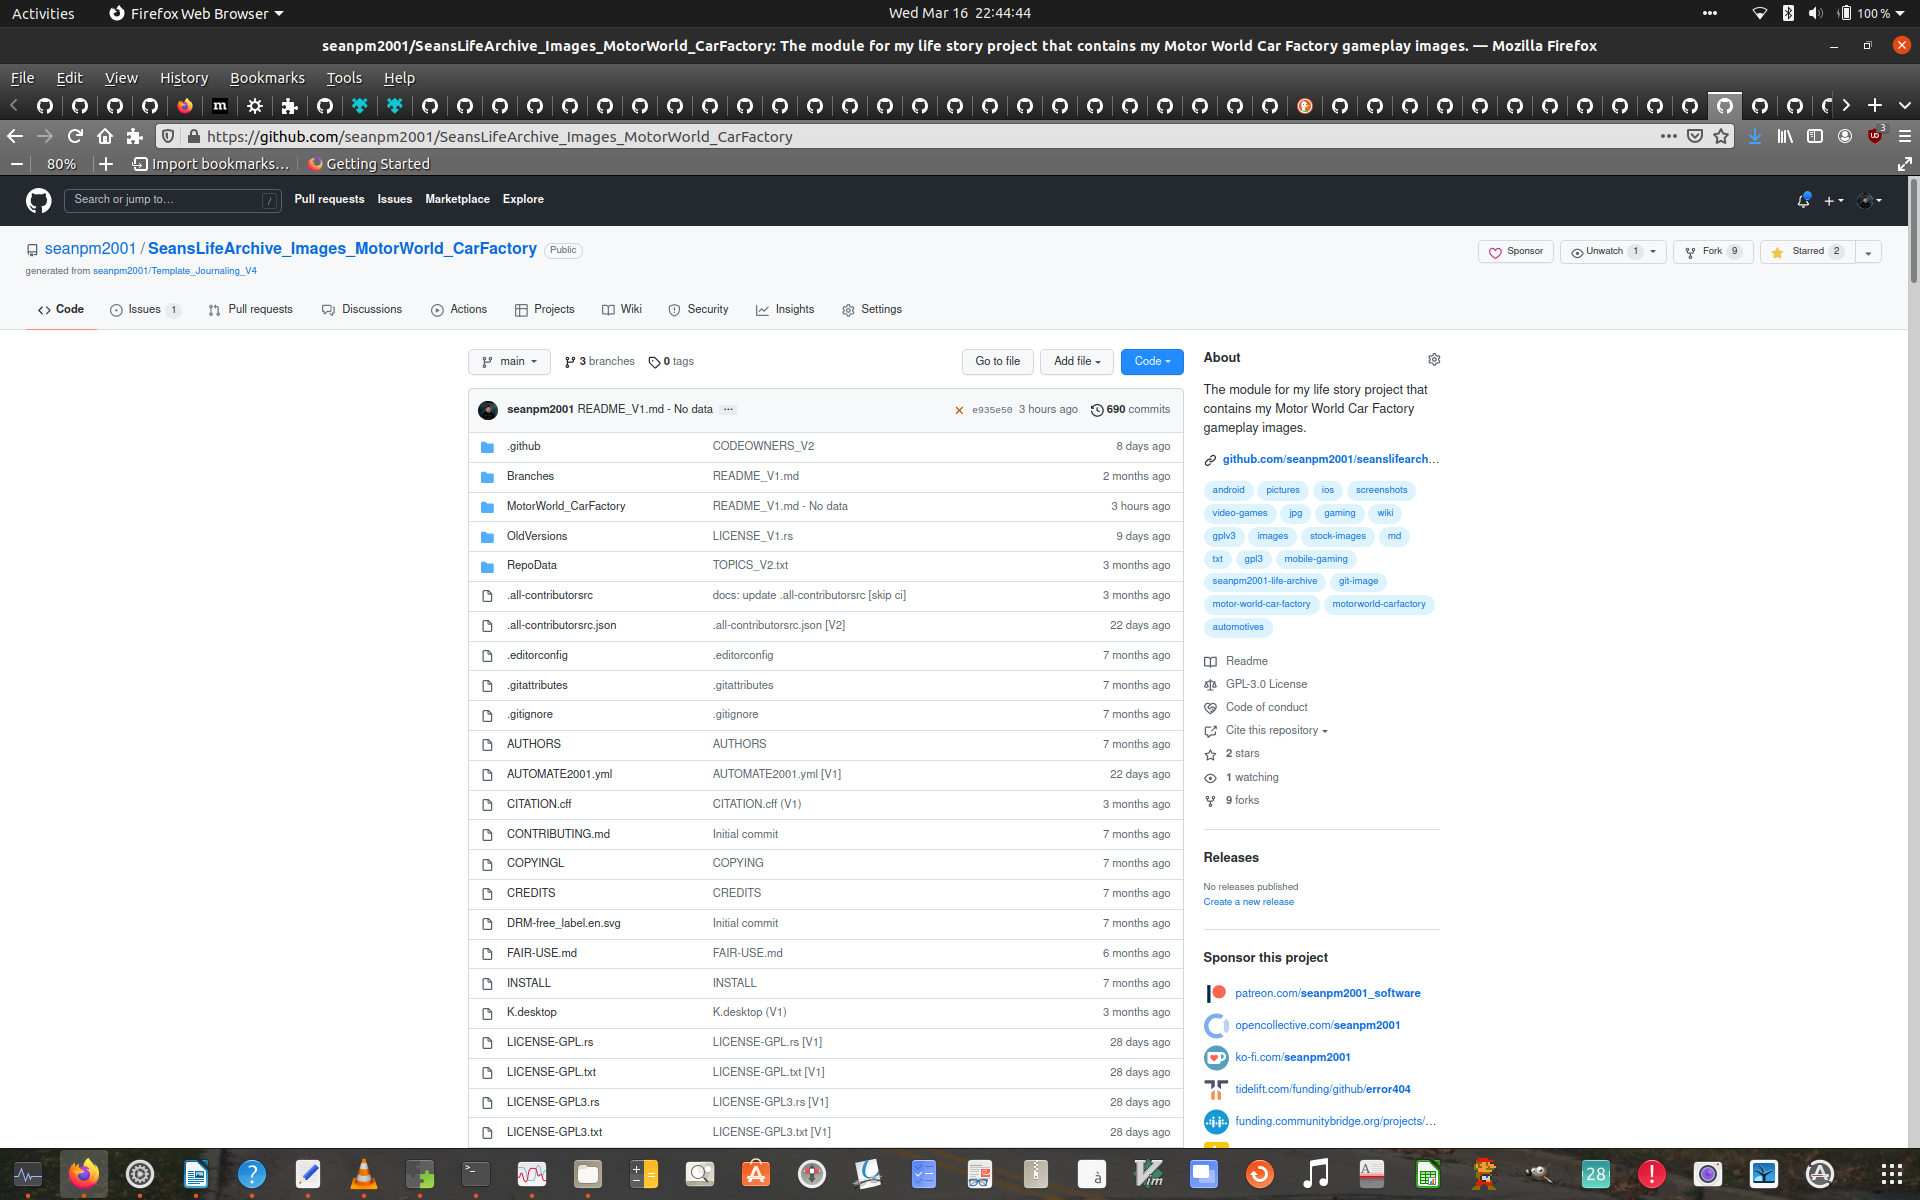 Activities Firefox Web Browser Wed Mar 16 22:44:44 100 %
seanpm2001/SeansLifeArchive_Images_MotorWorld_CarFactory: The module for my life story project that contains my Motor World Car Factory gameplay images. — Mozilla Firefox
File Edit View History Bookmarks Tools Help
https://github.com/seanpm2001/SeansLifeArchive_Images_MotorWorld_CarFactory 3
80% Import bookmarks… Getting Started
Search or jump to… / Pull requests Issues Marketplace Explore
seanpm2001 / SeansLifeArchive_Images_MotorWorld_CarFactory Public Sponsor Unwatch 1 Fork 9 Starred 2
generated from seanpm2001/Template_Journaling_V4
Code Issues 1 Pull requests Discussions Actions Projects Wiki Security Insights Settings
main 3 branches 0 tags Go to file Add file Code
seanpm2001 README_V1.md - No data ··· e935e50 3 hours ago 690 commits
.github CODEOWNERS_V2 8 days ago
Branches README_V1.md 2 months ago
MotorWorld_CarFactory README_V1.md - No data 3 hours ago
OldVersions LICENSE_V1.rs 9 days ago
RepoData TOPICS_V2.txt 3 months ago
.all-contributorsrc docs: update .all-contributorsrc [skip ci] 3 months ago
.all-contributorsrc.json .all-contributorsrc.json [V2] 22 days ago
.editorconfig .editorconfig 7 months ago
.gitattributes .gitattributes 7 months ago
.gitignore .gitignore 7 months ago
AUTHORS AUTHORS 7 months ago
AUTOMATE2001.yml AUTOMATE2001.yml [V1] 22 days ago
CITATION.cff CITATION.cff (V1) 3 months ago
CONTRIBUTING.md Initial commit 7 months ago
COPYINGL COPYING 7 months ago
CREDITS CREDITS 7 months ago
DRM-free_label.en.svg Initial commit 7 months ago
FAIR-USE.md FAIR-USE.md 6 months ago
INSTALL INSTALL 7 months ago
K.desktop K.desktop (V1) 3 months ago
LICENSE-GPL.rs LICENSE-GPL.rs [V1] 28 days ago
LICENSE-GPL.txt LICENSE-GPL.txt [V1] 28 days ago
LICENSE-GPL3.rs LICENSE-GPL3.rs [V1] 28 days ago
LICENSE-GPL3.txt LICENSE-GPL3.txt [V1] 28 days ago
About
The module for my life story project that
contains my Motor World Car Factory
gameplay images.
github.com/seanpm2001/seanslifearch…
android pictures ios screenshots
video-games jpg gaming wiki
gplv3 images stock-images md
txt gpl3 mobile-gaming
seanpm2001-life-archive git-image
motor-world-car-factory motorworld-carfactory
automotives
Readme
GPL-3.0 License
Code of conduct
Cite this repository
2 stars
1 watching
9 forks
Releases
No releases published
Create a new release
Sponsor this project
patreon.com/seanpm2001_software
opencollective.com/seanpm2001
ko-fi.com/seanpm2001
tidelift.com/funding/github/error404
funding.communitybridge.org/projects/…
28